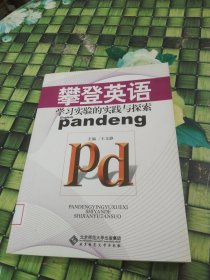 攀登英语
学习实验的实践与探索
pandeng
主编·王文静
Pd
PANDENGYINGYUXUEXI
SHIYANDE
SHIJIANYUTANSUO
北京师范大学出版集团
北京师范大学出版社